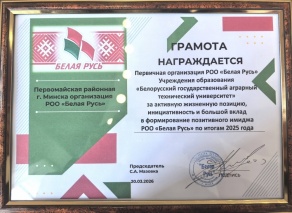 БЕЛАЯ РУСЬ
Первомайская районная
г. Минска организация
РОО «Белая Русь»
ГРАМОТА
НАГРАЖДАЕТСЯ
Первичная организация РОО «Белая Русь»
Учреждения образования
«Белорусский государственный аграрный
технический университет»
за активную жизненную позицию,
инициативность и большой вклад
в формирование позитивного имиджа
РОО «Белая Русь» по итогам 2025 года
Председатель
С.А. Мазовка
подпись